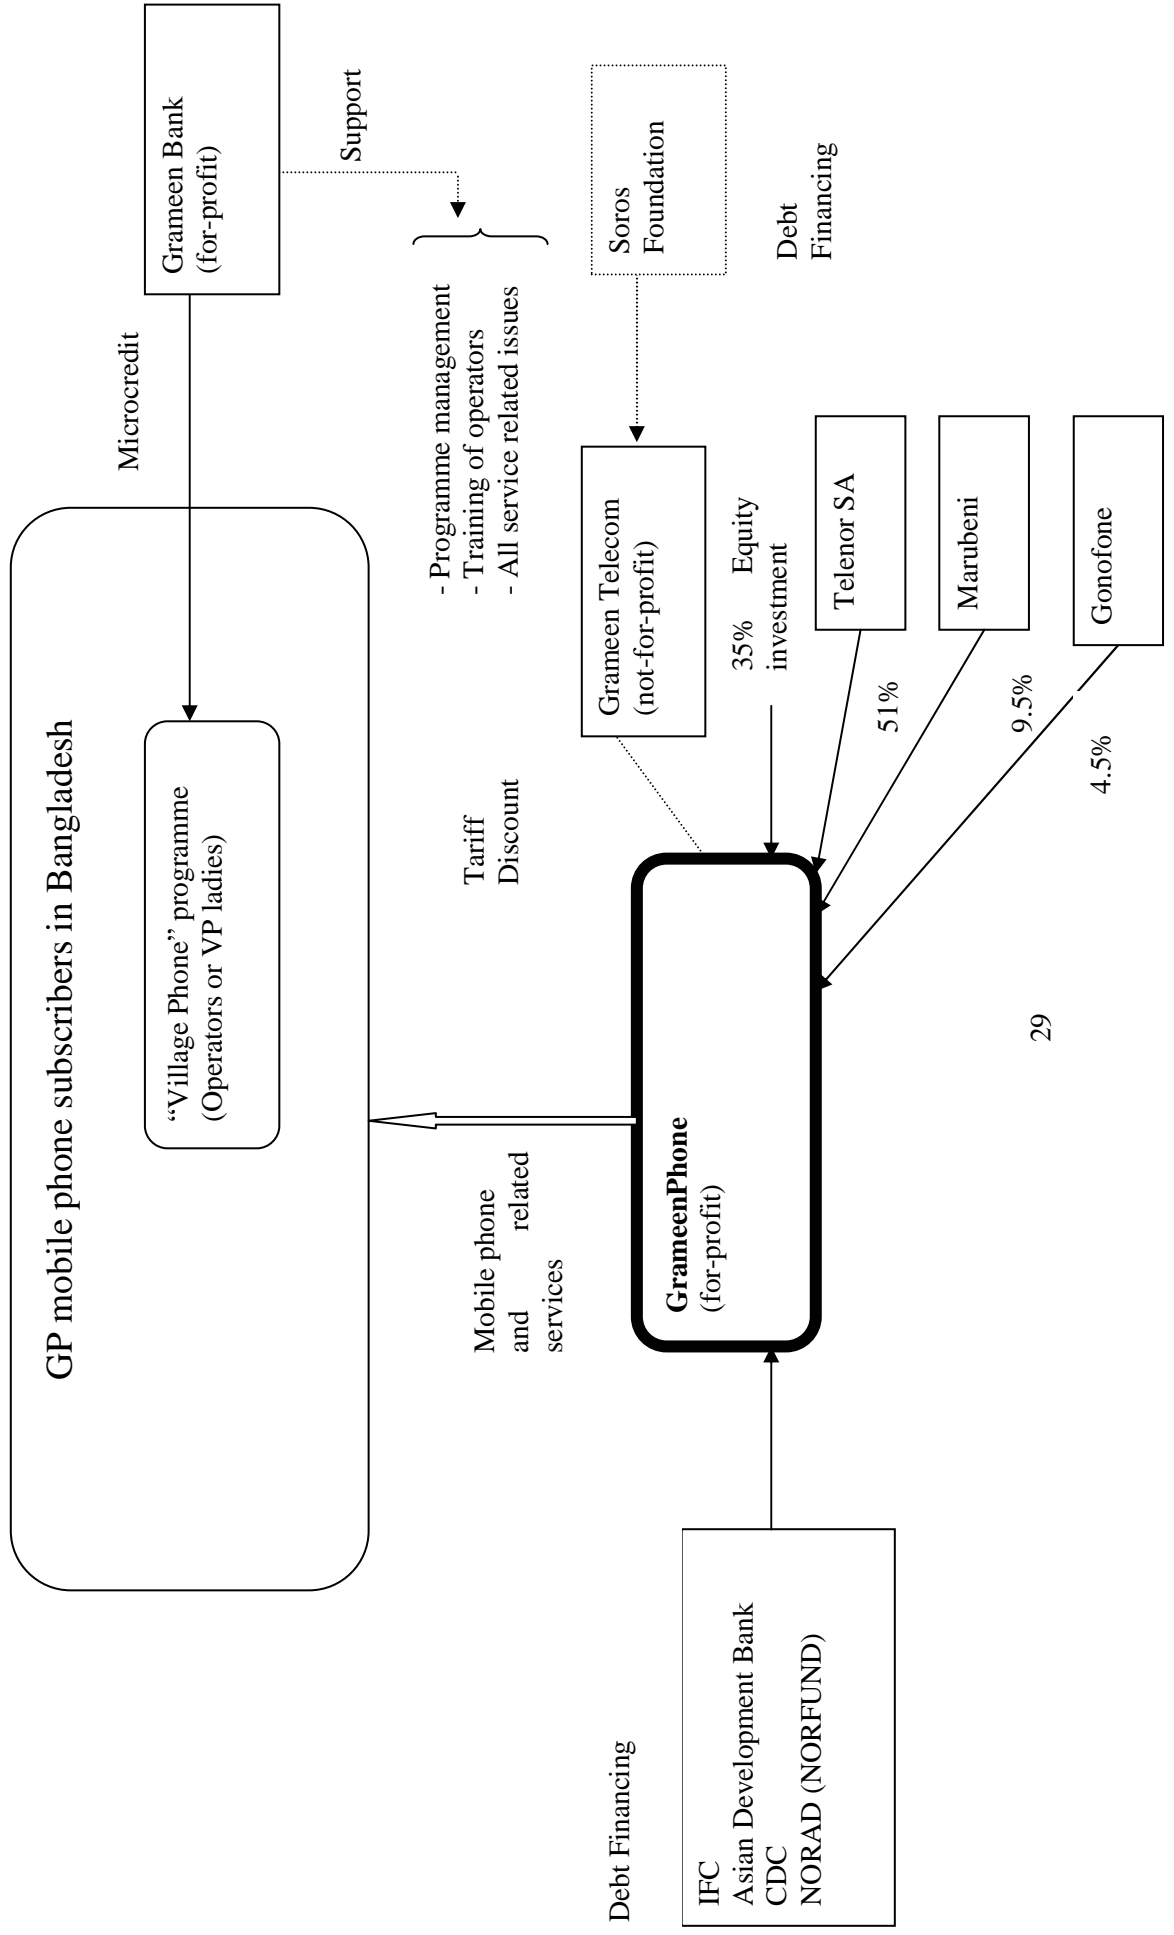 GP mobile phone subscribers in Bangladesh
“Village Phone” programme
(Operators or VP ladies)
Microcredit
Grameen Bank
(for-profit)
Support
- Programme management
- Training of operators
- All service related issues
Tariff
Discount
Mobile phone
and related
services
Debt Financing
IFC
Asian Development Bank
CDC
NORAD (NORFUND)
GrameenPhone
(for-profit)
Grameen Telecom
(not-for-profit)
Soros
Foundation
Debt
Financing
35% Equity
investment
Telenor SA
51%
Marubeni
9.5%
Gonofone
4.5%
29